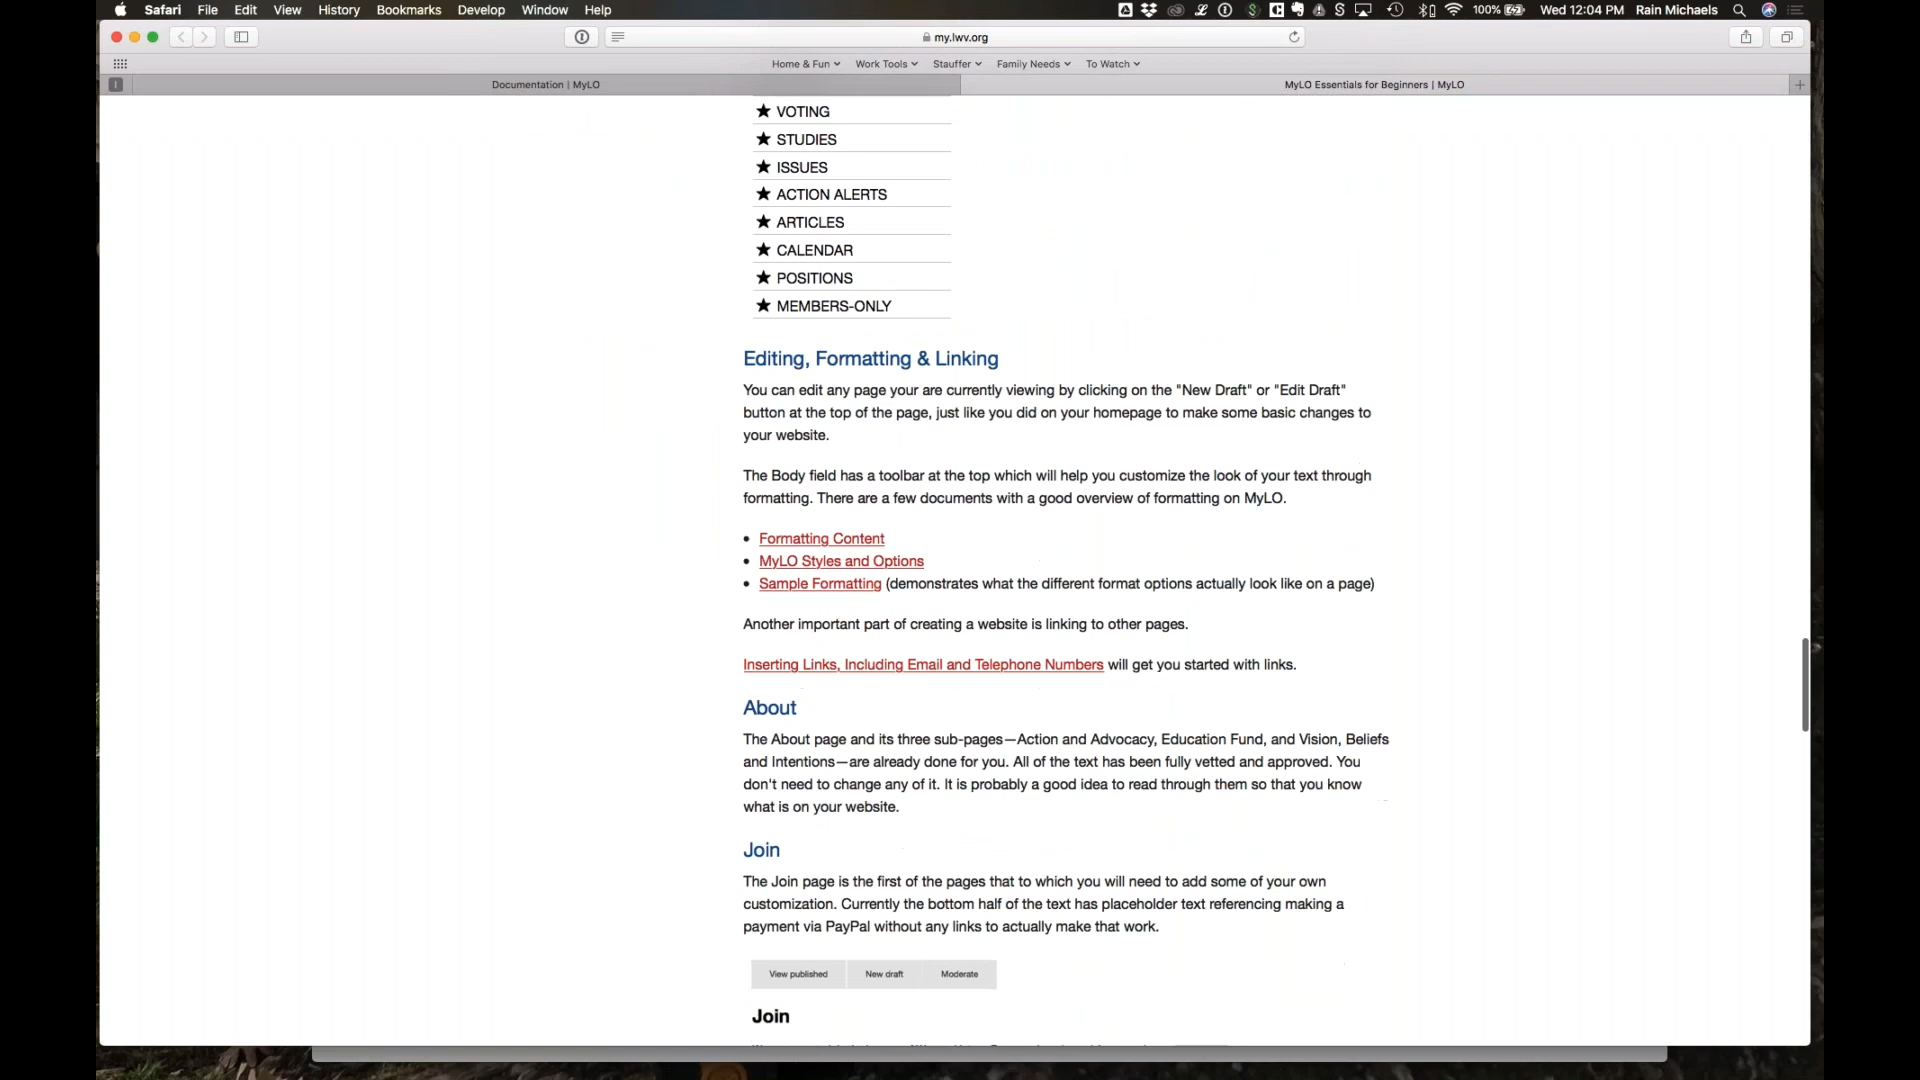 Safari File Edit View History Bookmarks Develop Window Help 100% Wed 12:04 PM Rain Michaels
my.lwv.org
Home & Fun Work Tools Stauffer Family Needs To Watch
Documentation | MyLO MyLO Essentials for Beginners | MyLO
★ VOTING
★ STUDIES
★ ISSUES
★ ACTION ALERTS
★ ARTICLES
★ CALENDAR
★ POSITIONS
★ MEMBERS-ONLY
Editing, Formatting & Linking
You can edit any page your are currently viewing by clicking on the "New Draft" or "Edit Draft"
button at the top of the page, just like you did on your homepage to make some basic changes to
your website.
The Body field has a toolbar at the top which will help you customize the look of your text through
formatting. There are a few documents with a good overview of formatting on MyLO.
• Formatting Content
• MyLO Styles and Options
• Sample Formatting (demonstrates what the different format options actually look like on a page)
Another important part of creating a website is linking to other pages.
Inserting Links, Including Email and Telephone Numbers will get you started with links.
About
The About page and its three sub-pages—Action and Advocacy, Education Fund, and Vision, Beliefs
and Intentions—are already done for you. All of the text has been fully vetted and approved. You
don't need to change any of it. It is probably a good idea to read through them so that you know
what is on your website.
Join
The Join page is the first of the pages that to which you will need to add some of your own
customization. Currently the bottom half of the text has placeholder text referencing making a
payment via PayPal without any links to actually make that work.
View published New draft Moderate
Join